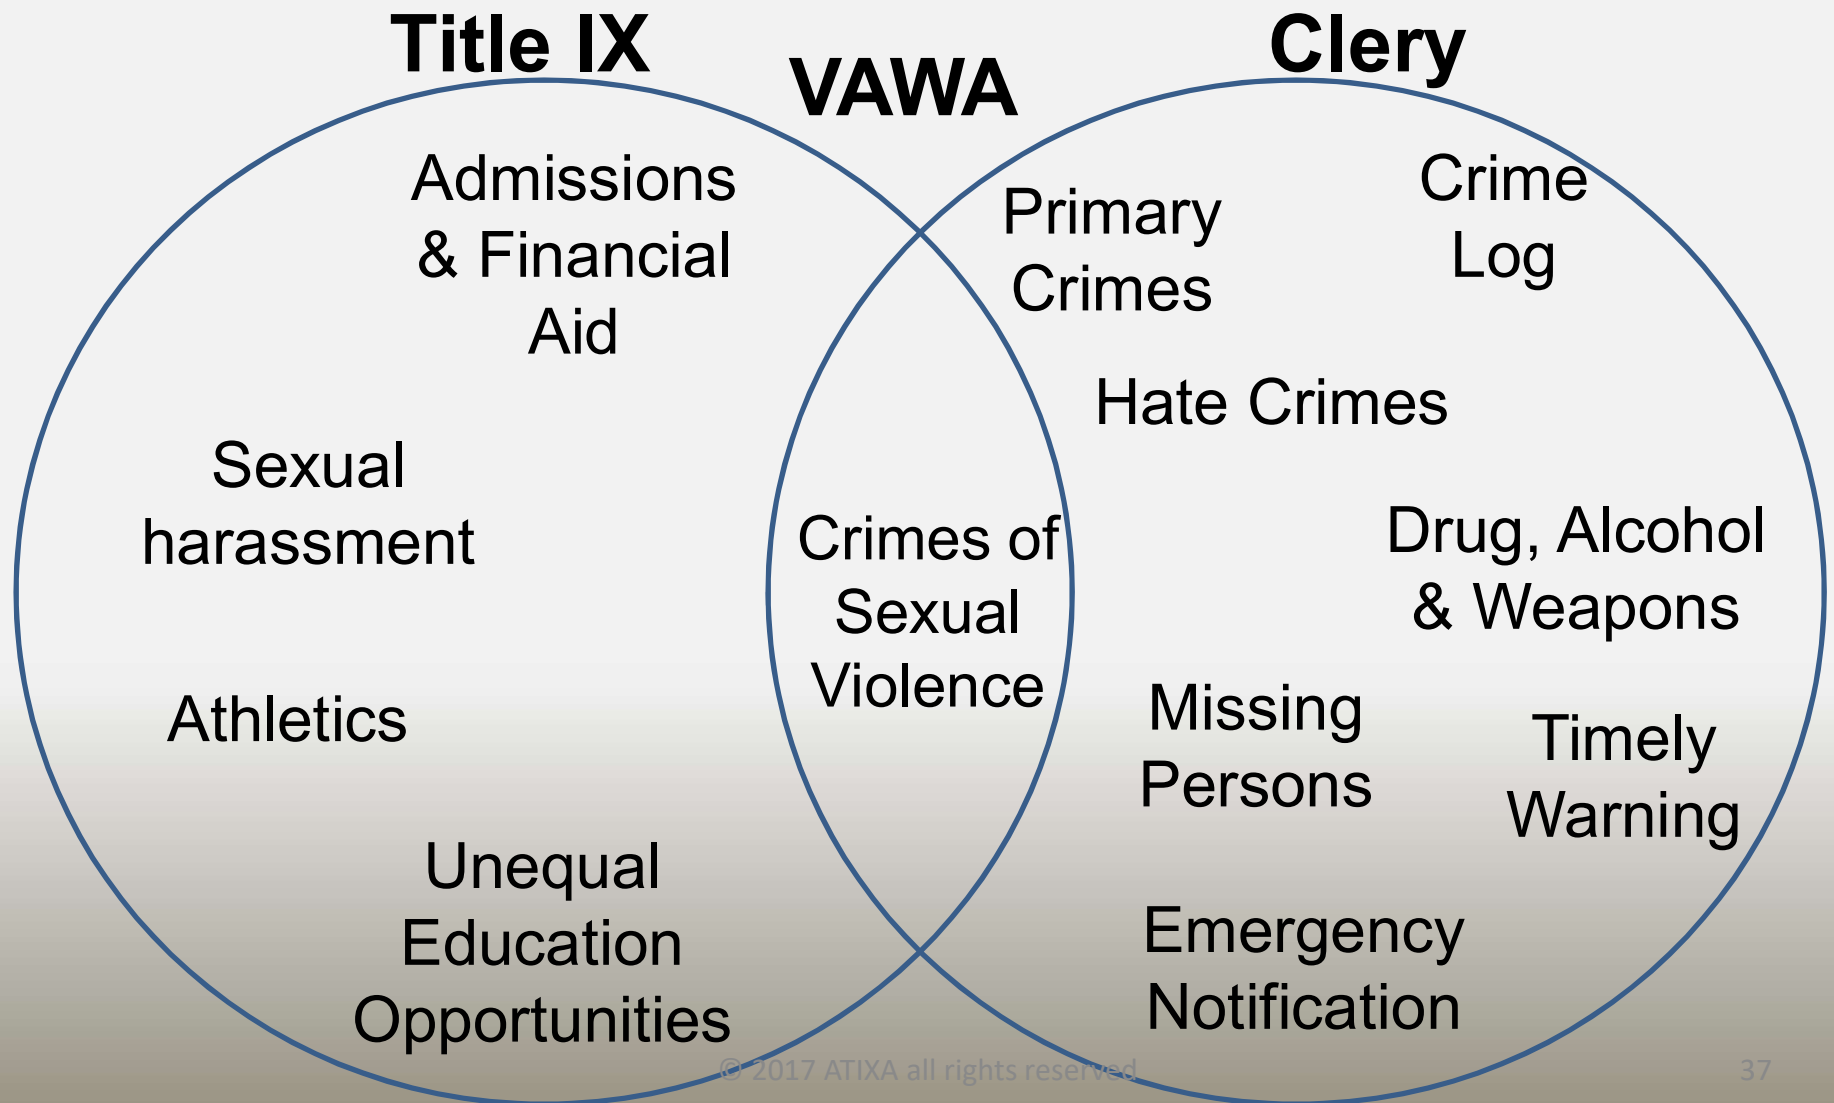 Title IX
VAWA
Clery
Admissions
& Financial
Aid
Sexual
harassment
Athletics
Unequal
Education
Opportunities
Crimes of
Sexual
Violence
Primary
Crimes
Crime
Log
Hate Crimes
Drug, Alcohol
& Weapons
Missing
Persons
Timely
Warning
Emergency
Notification
© 2017 ATIXA all rights reserved
37